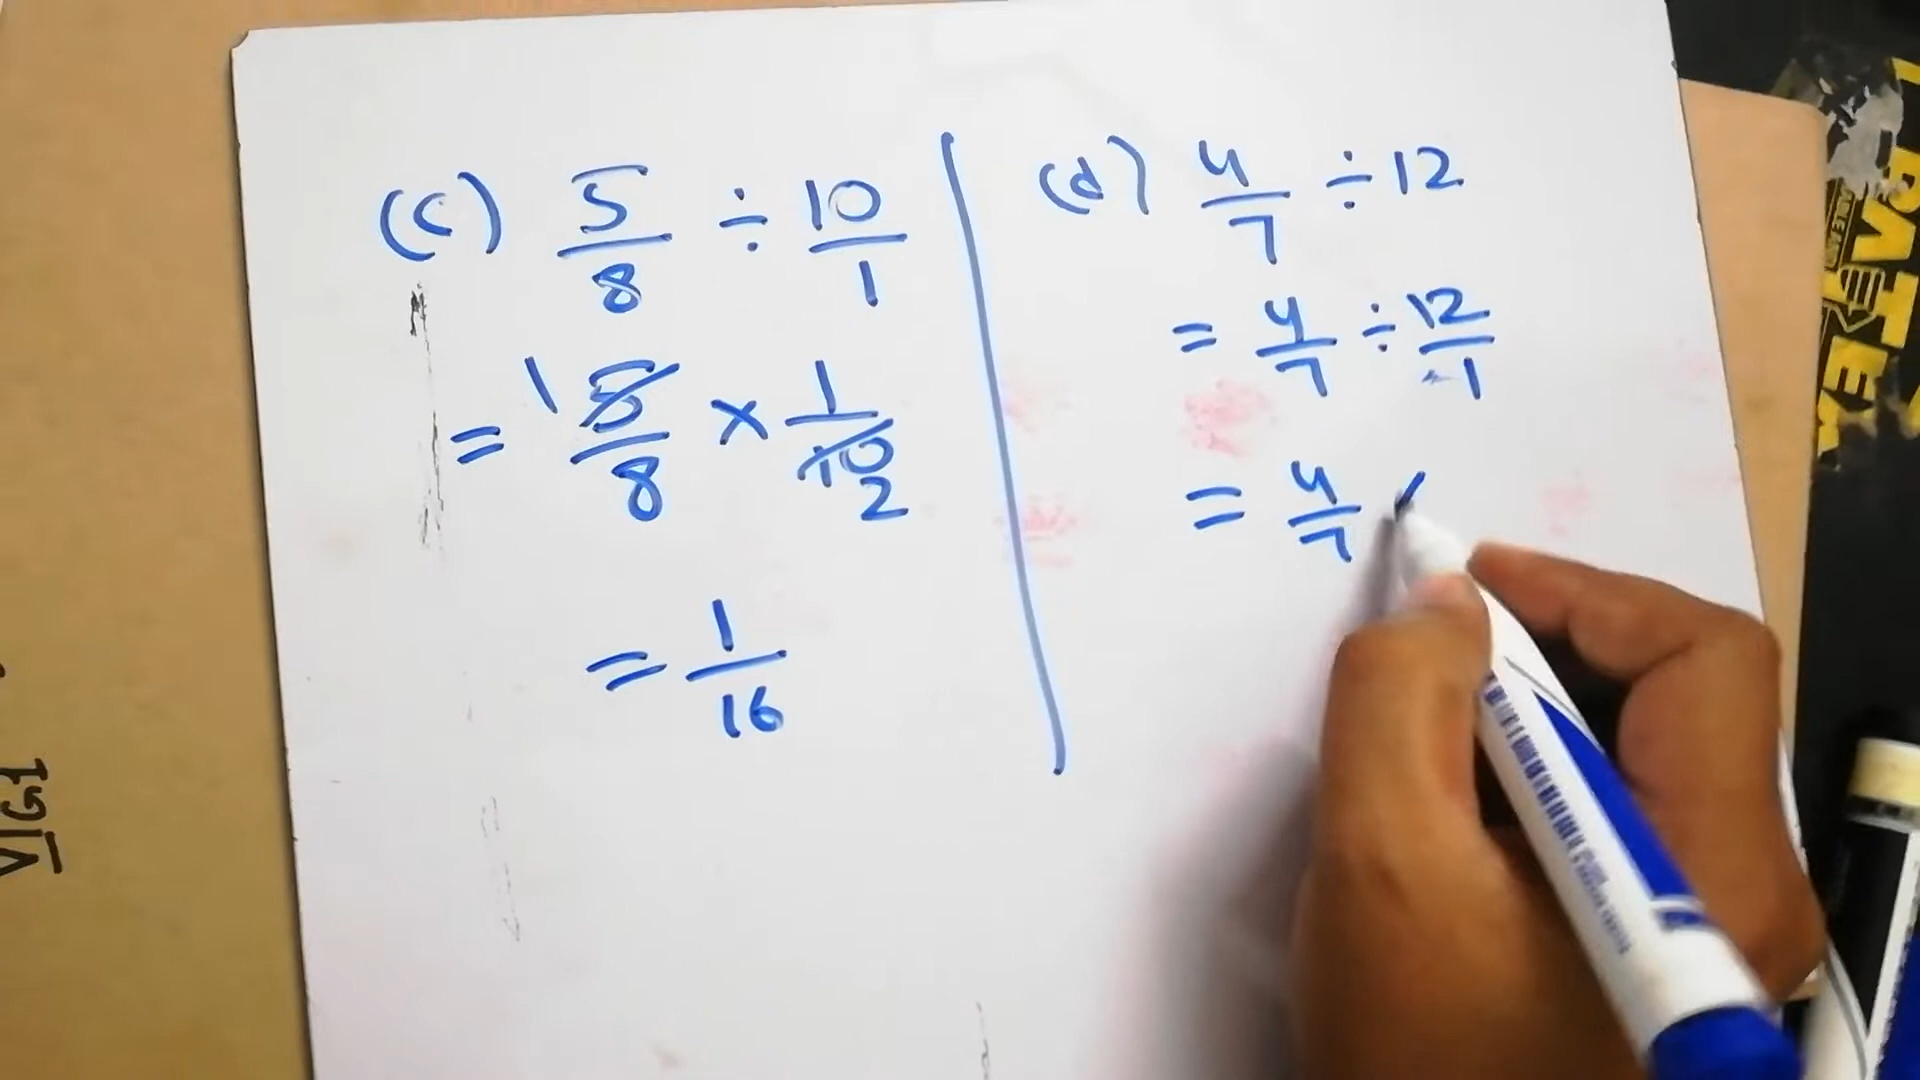 (c) 5/8 ÷ 10/1
= 1 5/8 × 1/10 2
= 1/16
(d) 4/7 ÷ 12
= 4/7 ÷ 12/1
= 4/7
VIGI